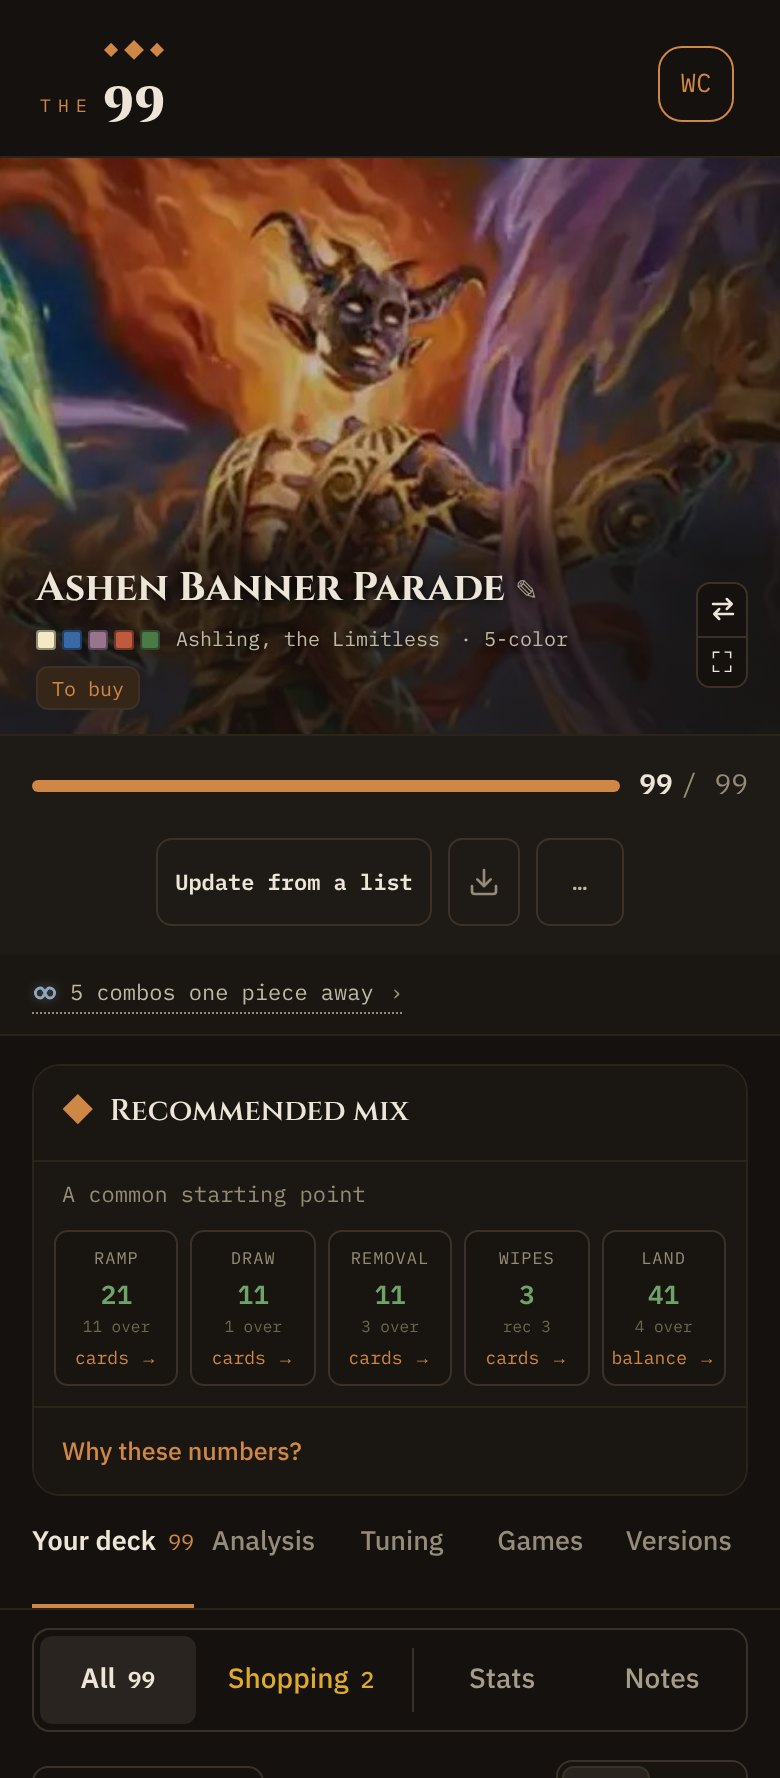 THE 99
WC
Ashen Banner Parade ✎
Ashling, the Limitless · 5-color
To buy
99 / 99
Update from a list
…
∞ 5 combos one piece away ›
Recommended mix
A common starting point
RAMP DRAW REMOVAL WIPES LAND
21 11 11 3 41
11 over 1 over 3 over rec 3 4 over
cards → cards → cards → cards → balance →
Why these numbers?
Your deck 99 Analysis Tuning Games Versions
All 99 Shopping 2 Stats Notes